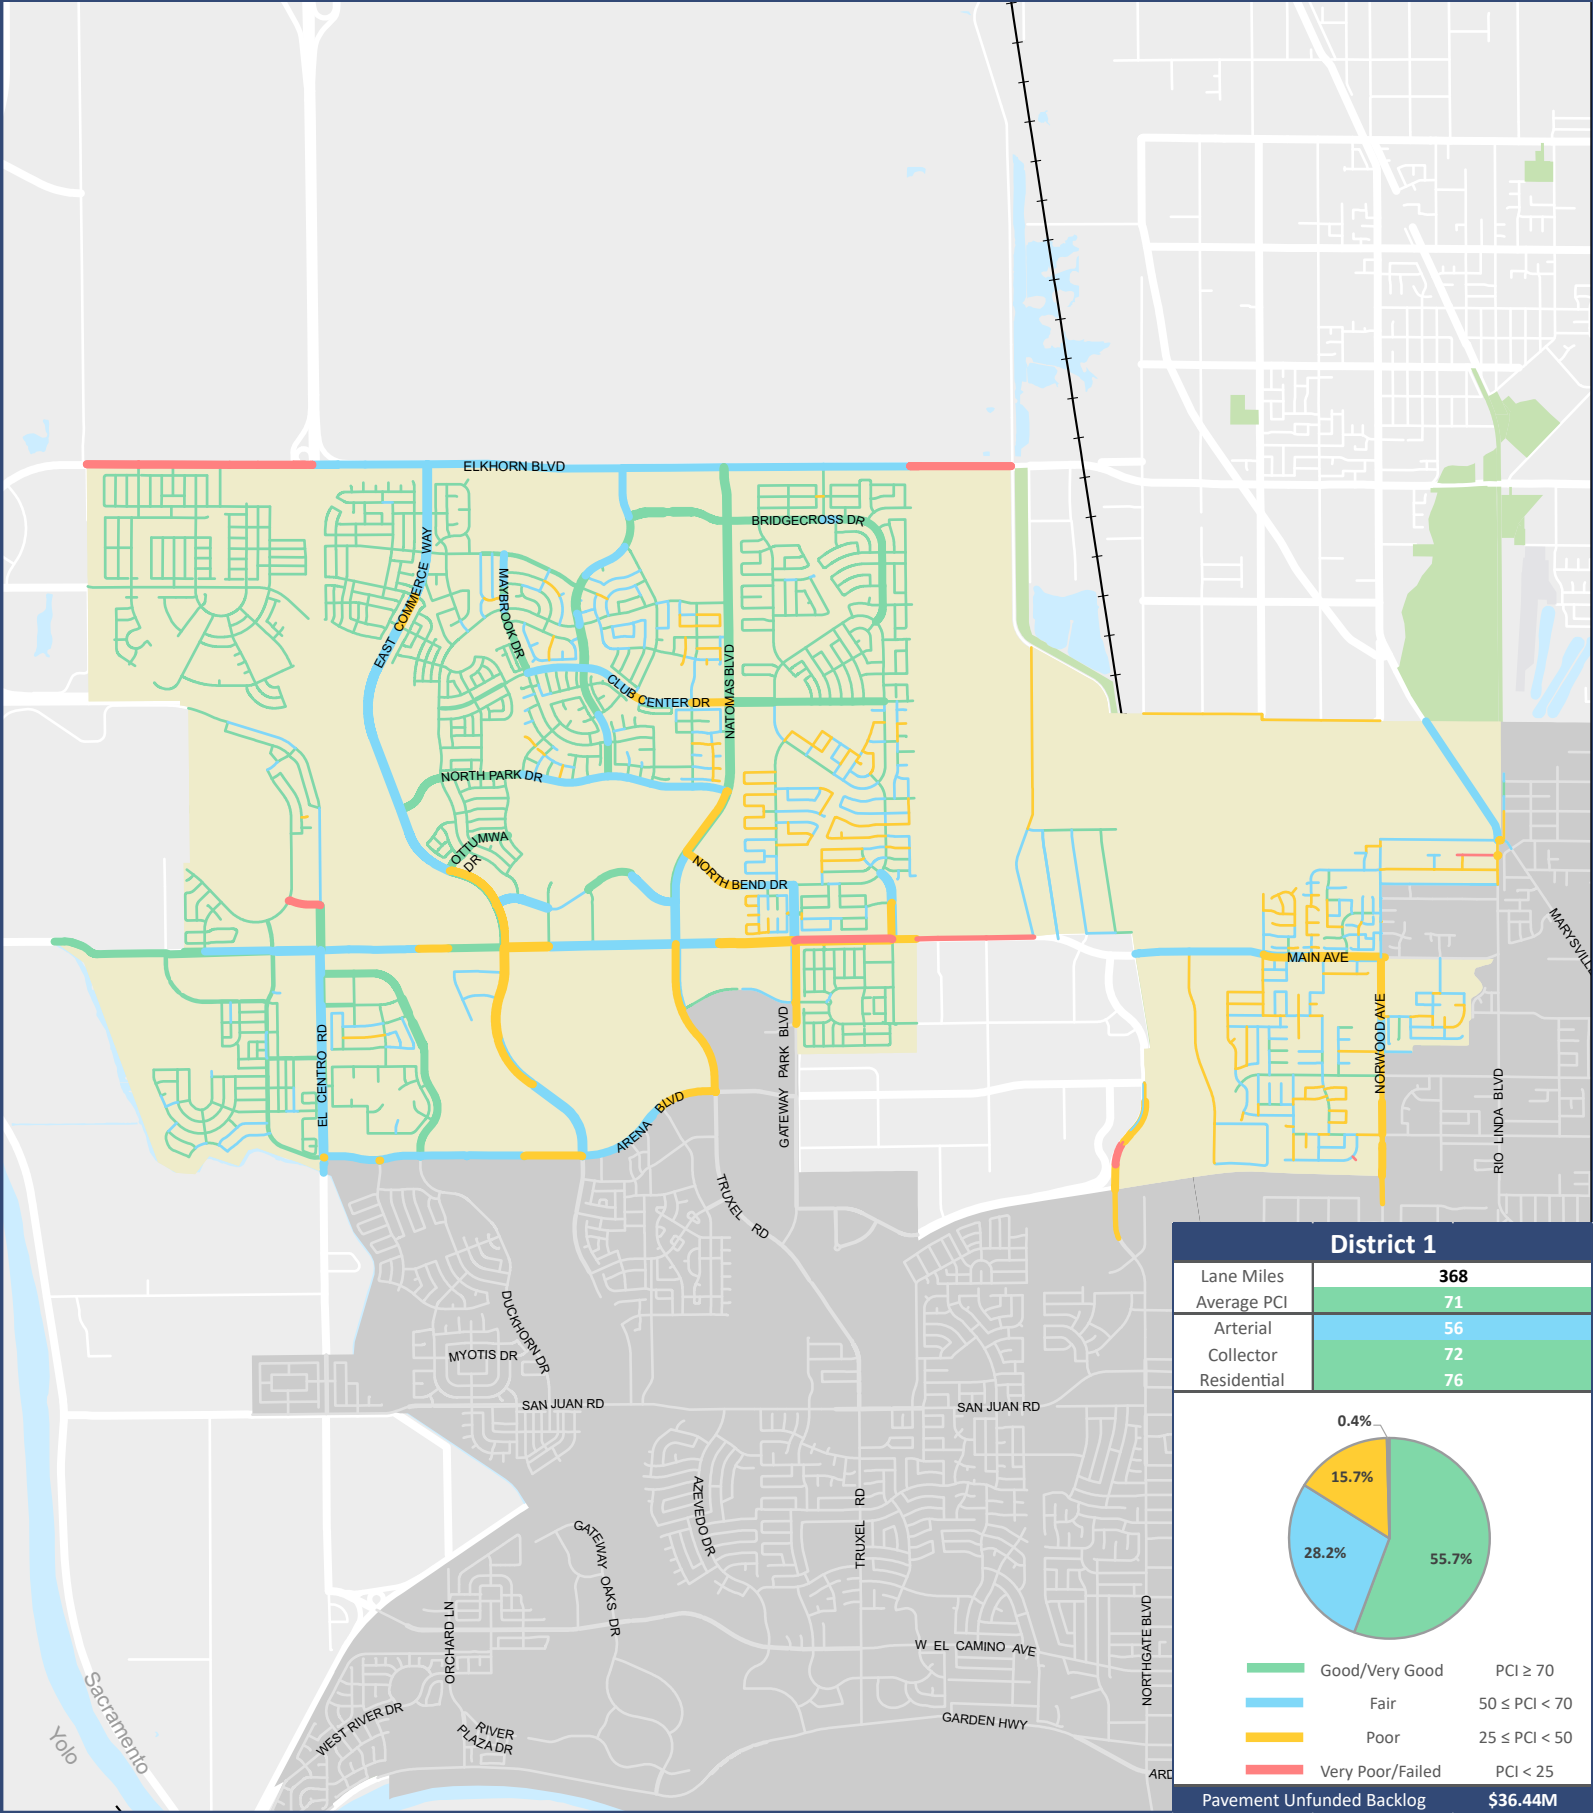 ELKHORN BLVD
BRIDGECROSS DR
EAST COMMERCE WAY
MAYBROOK DR
CLUB CENTER DR
NATOMAS BLVD
NORTH PARK DR
OTTUMWA
DR
NORTH BEND DR
MARYSVILLE
MAIN AVE
NORWOOD AVE
EL CENTRO RD
GATEWAY PARK BLVD
RIO LINDA BLVD
ARENA BLVD
TRUXEL RD
DUCKHORN DR
MYOTIS DR
SAN JUAN RD
SAN JUAN RD
AZEVEDO DR
TRUXEL RD
GATEWAY OAKS DR
ORCHARD LN
W EL CAMINO AVE
NORTHGATE BLVD
WEST RIVER DR
RIVER
PLAZA DR
GARDEN HWY
ARD
Sacramento
Yolo
District 1
Lane Miles 368
Average PCI 71
Arterial 56
Collector 72
Residential 76
0.4%
15.7%
28.2%
55.7%
Good/Very Good PCI ≥ 70
Fair 50 ≤ PCI < 70
Poor 25 ≤ PCI < 50
Very Poor/Failed PCI < 25
Pavement Unfunded Backlog $36.44M